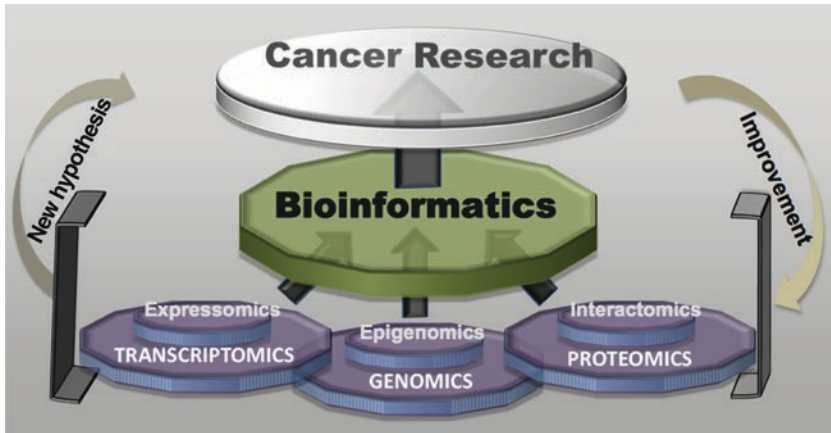 Cancer Research
New hypothesis
Improvement
Bioinformatics
Expressomics
Interactomics
Epigenomics
TRANSCRIPTOMICS
PROTEOMICS
GENOMICS